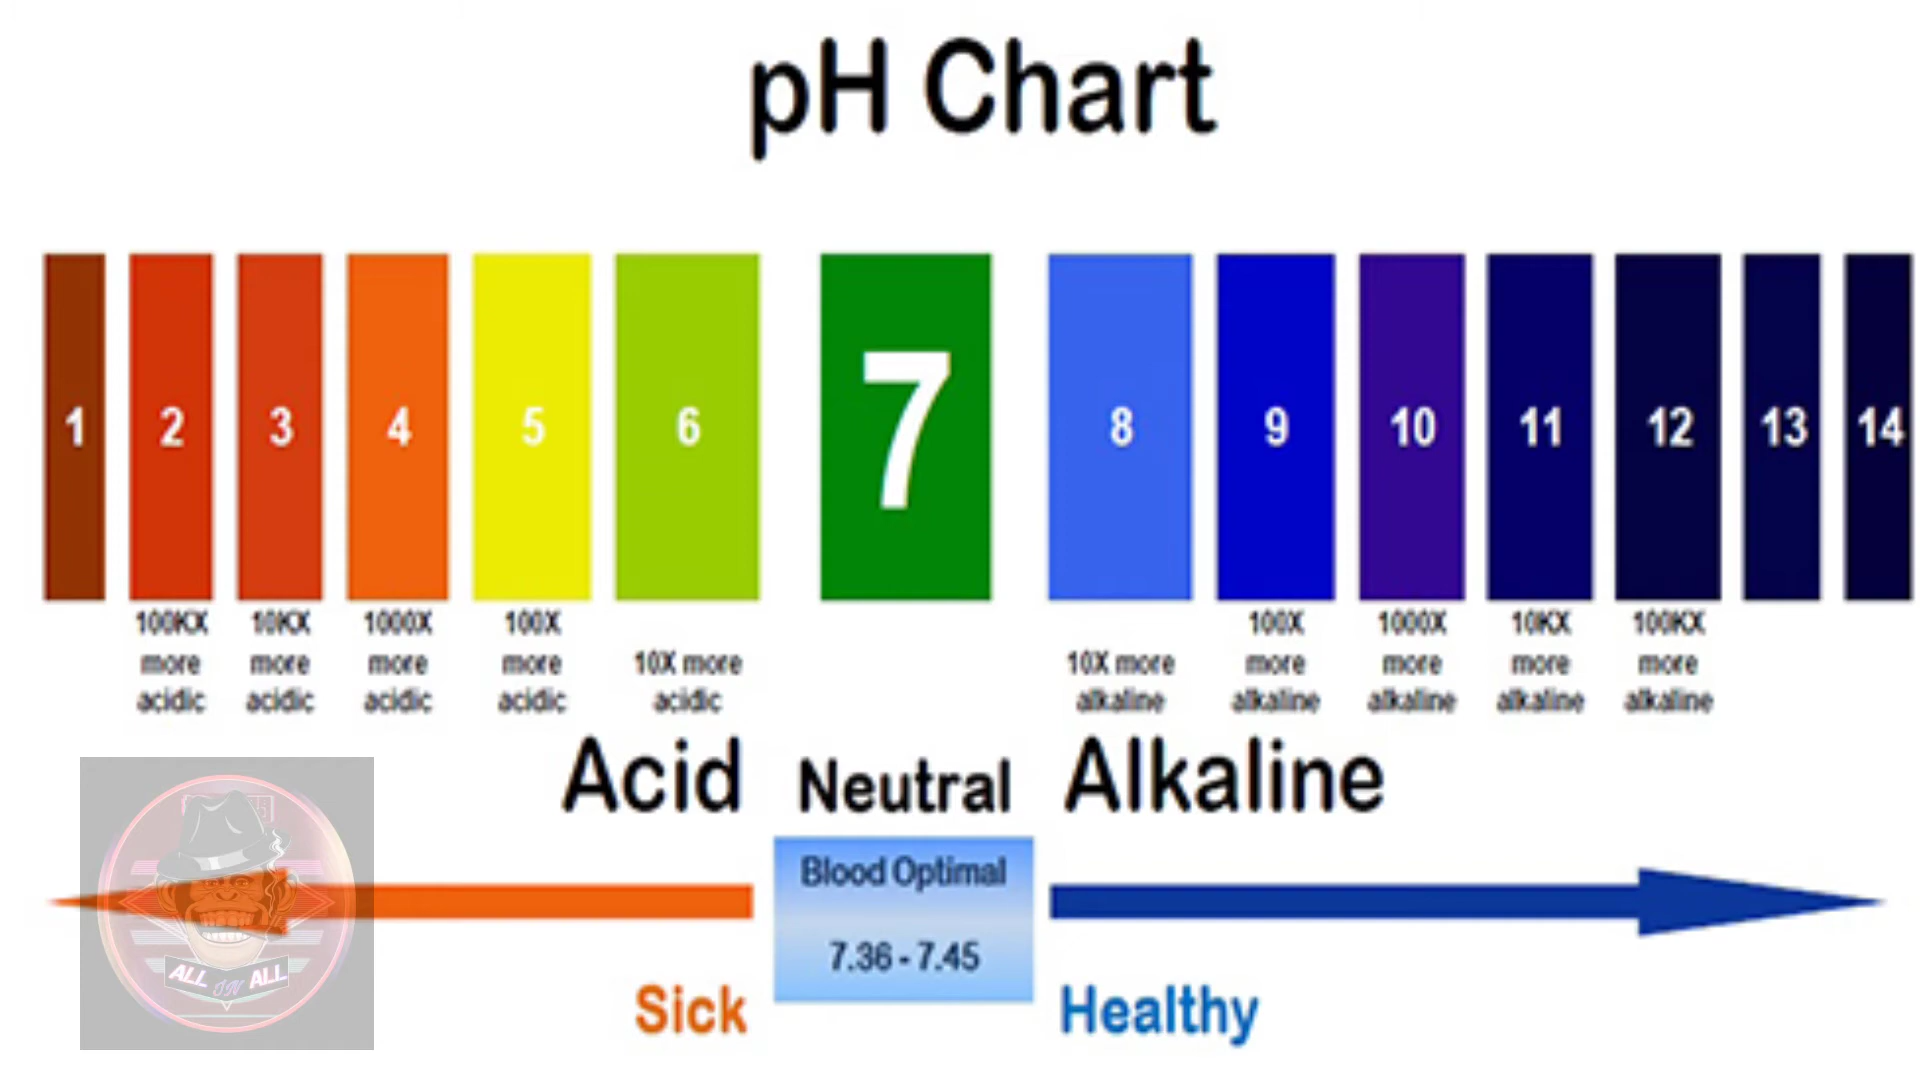 pH Chart
1 2 3 4 5 6 7 8 9 10 11 12 13 14
100KX 10KX 1000X 100X 100X 1000X 10KX 100KX
more more more more 10X more 10X more more more more more
acidic acidic acidic acidic acidic alkaline alkaline alkaline alkaline alkaline
Acid Neutral Alkaline
Blood Optimal
7.36 - 7.45
ALL IN ALL
Sick Healthy